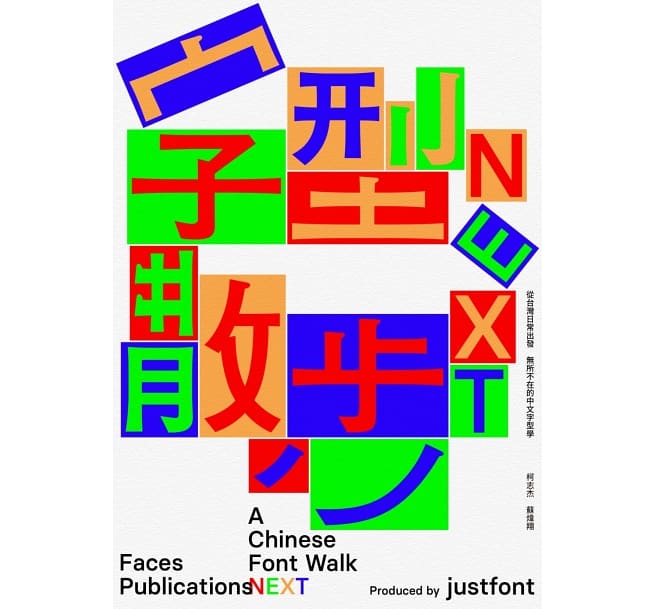 字型
散步
NEXT
從台灣日常出發 無所不在的中文字型學
柯志杰 蘇煒翔
A
Chinese
Font Walk
NEXT
Faces
Publications
Produced by justfont